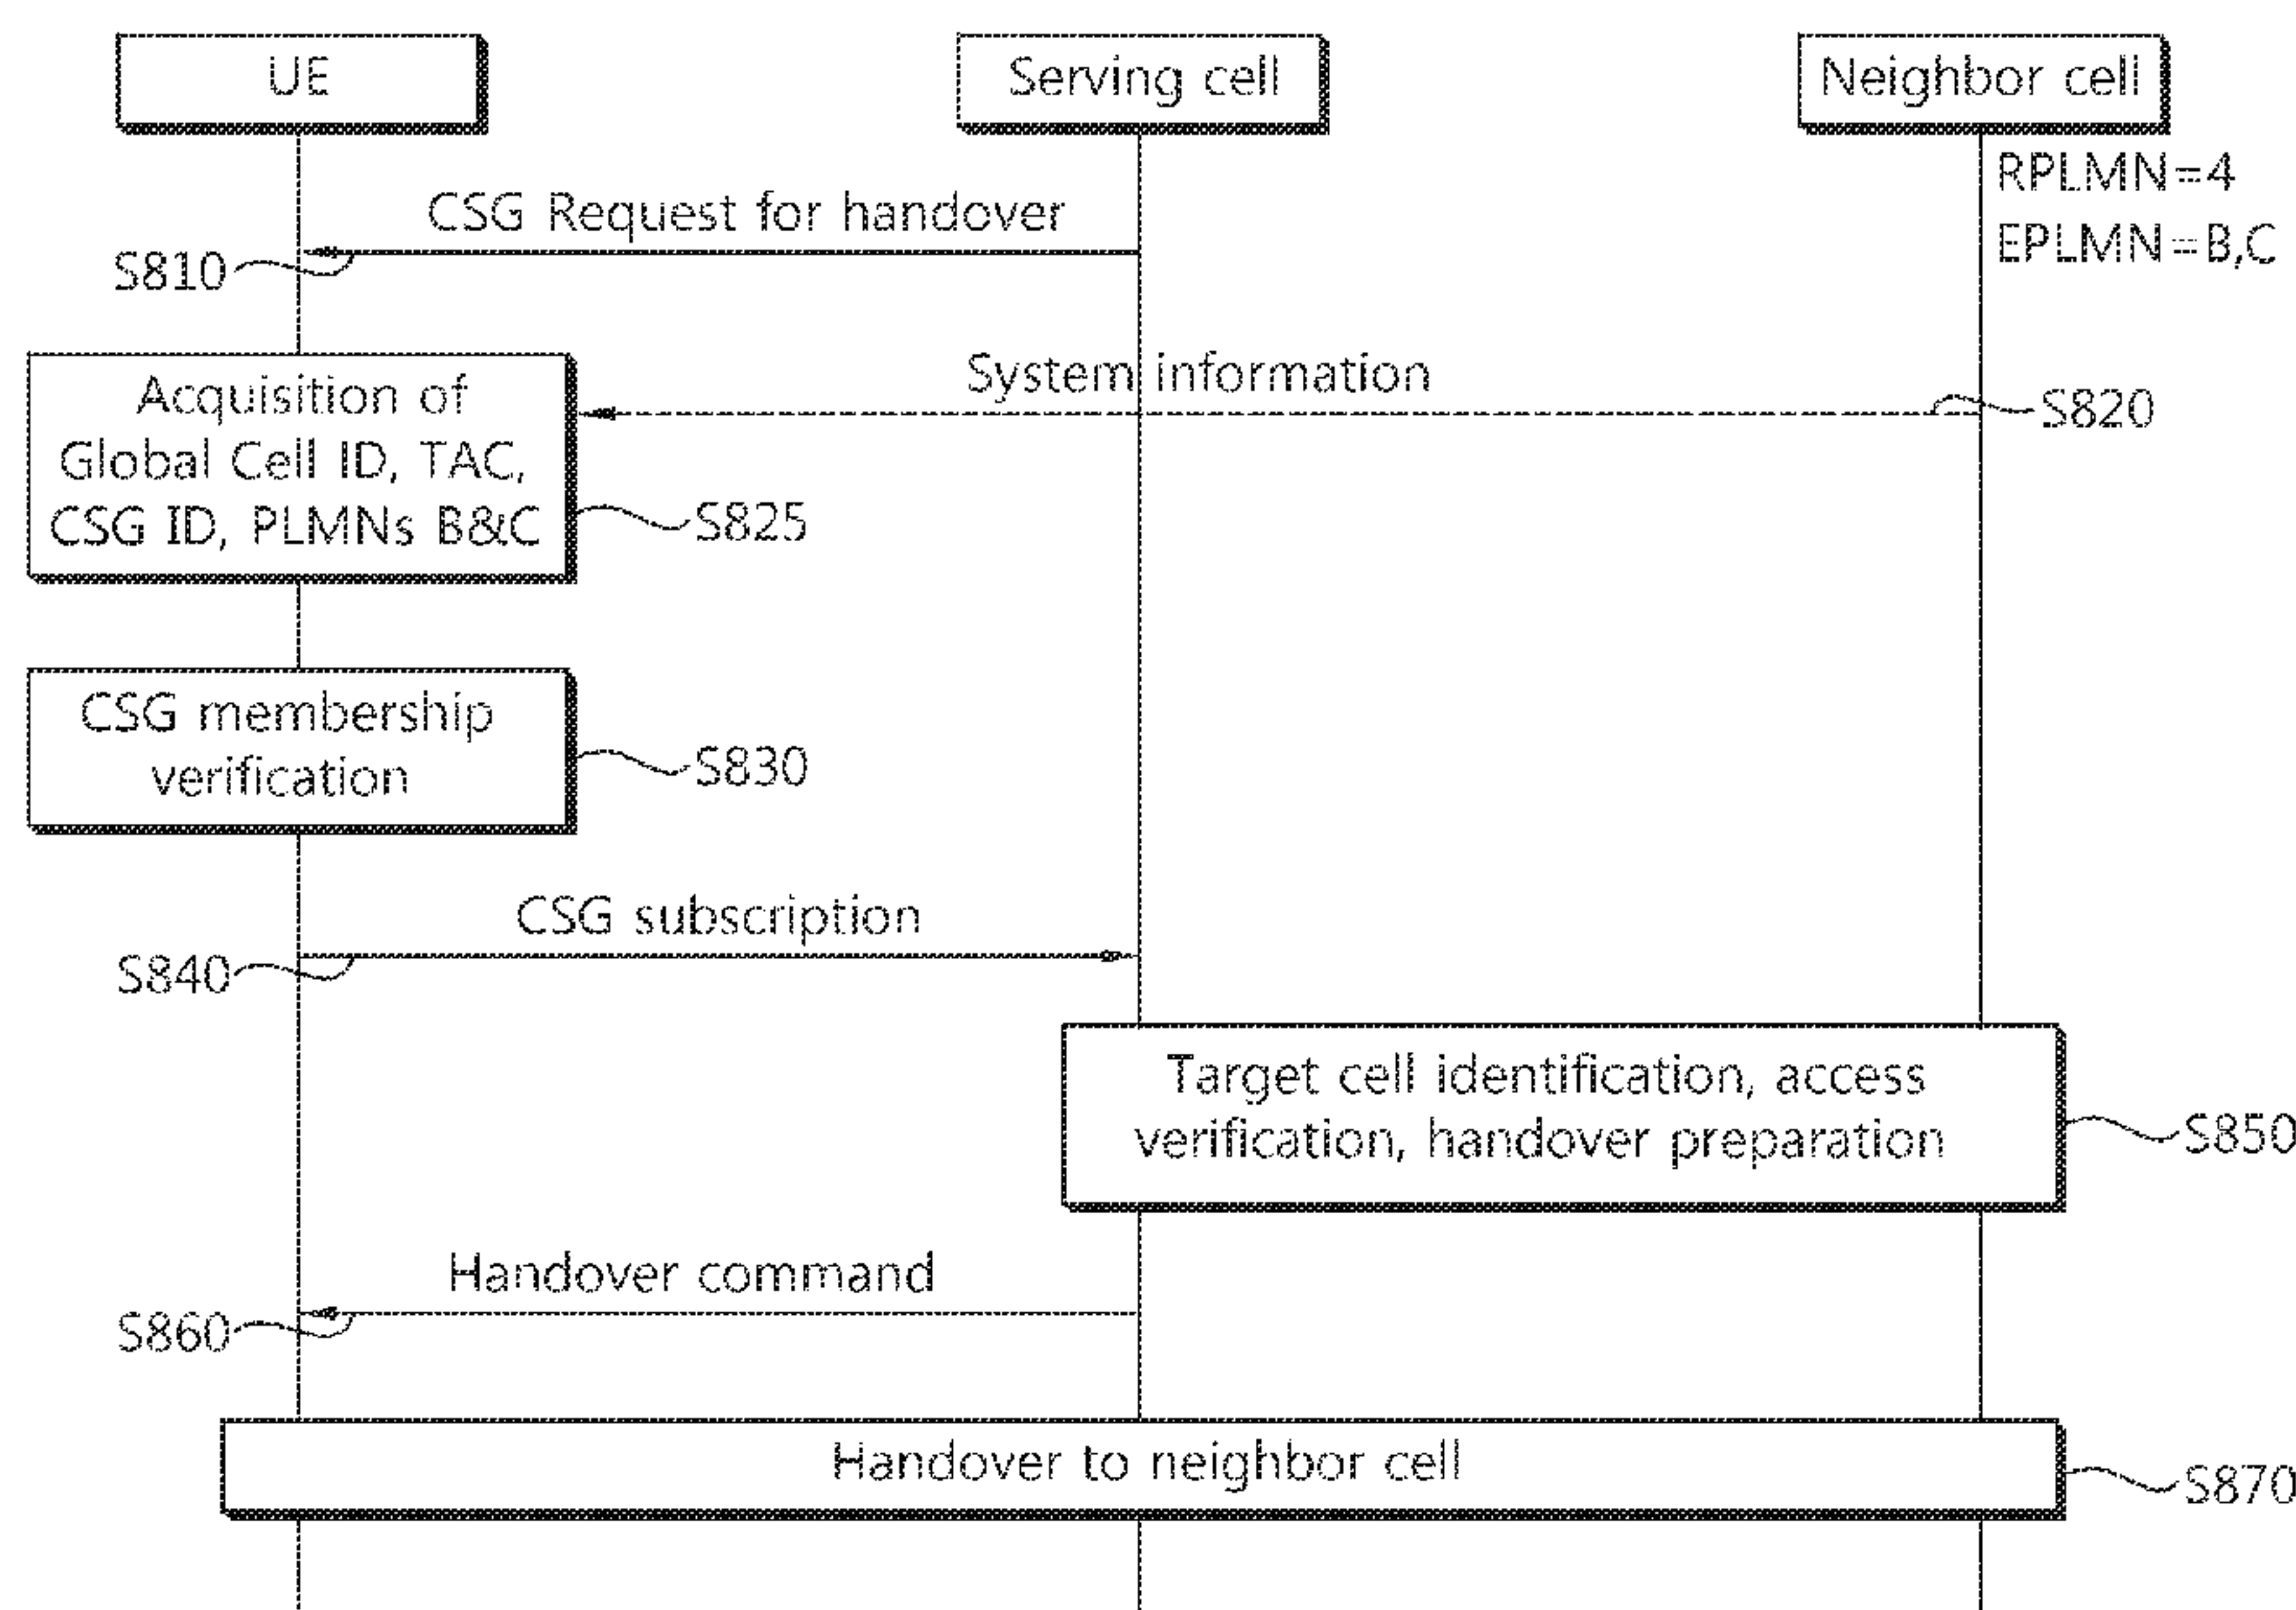 UE
Serving cell
Neighbor cell
RPLMN=4
EPLMN=B,C
CSG Request for handover
S810
System information
S820
Acquisition of
Global Cell ID, TAC,
CSG ID, PLMNs B&C
S825
CSG membership
verification
S830
CSG subscription
S840
Target cell identification, access
verification, handover preparation
S850
Handover command
S860
Handover to neighbor cell
S870